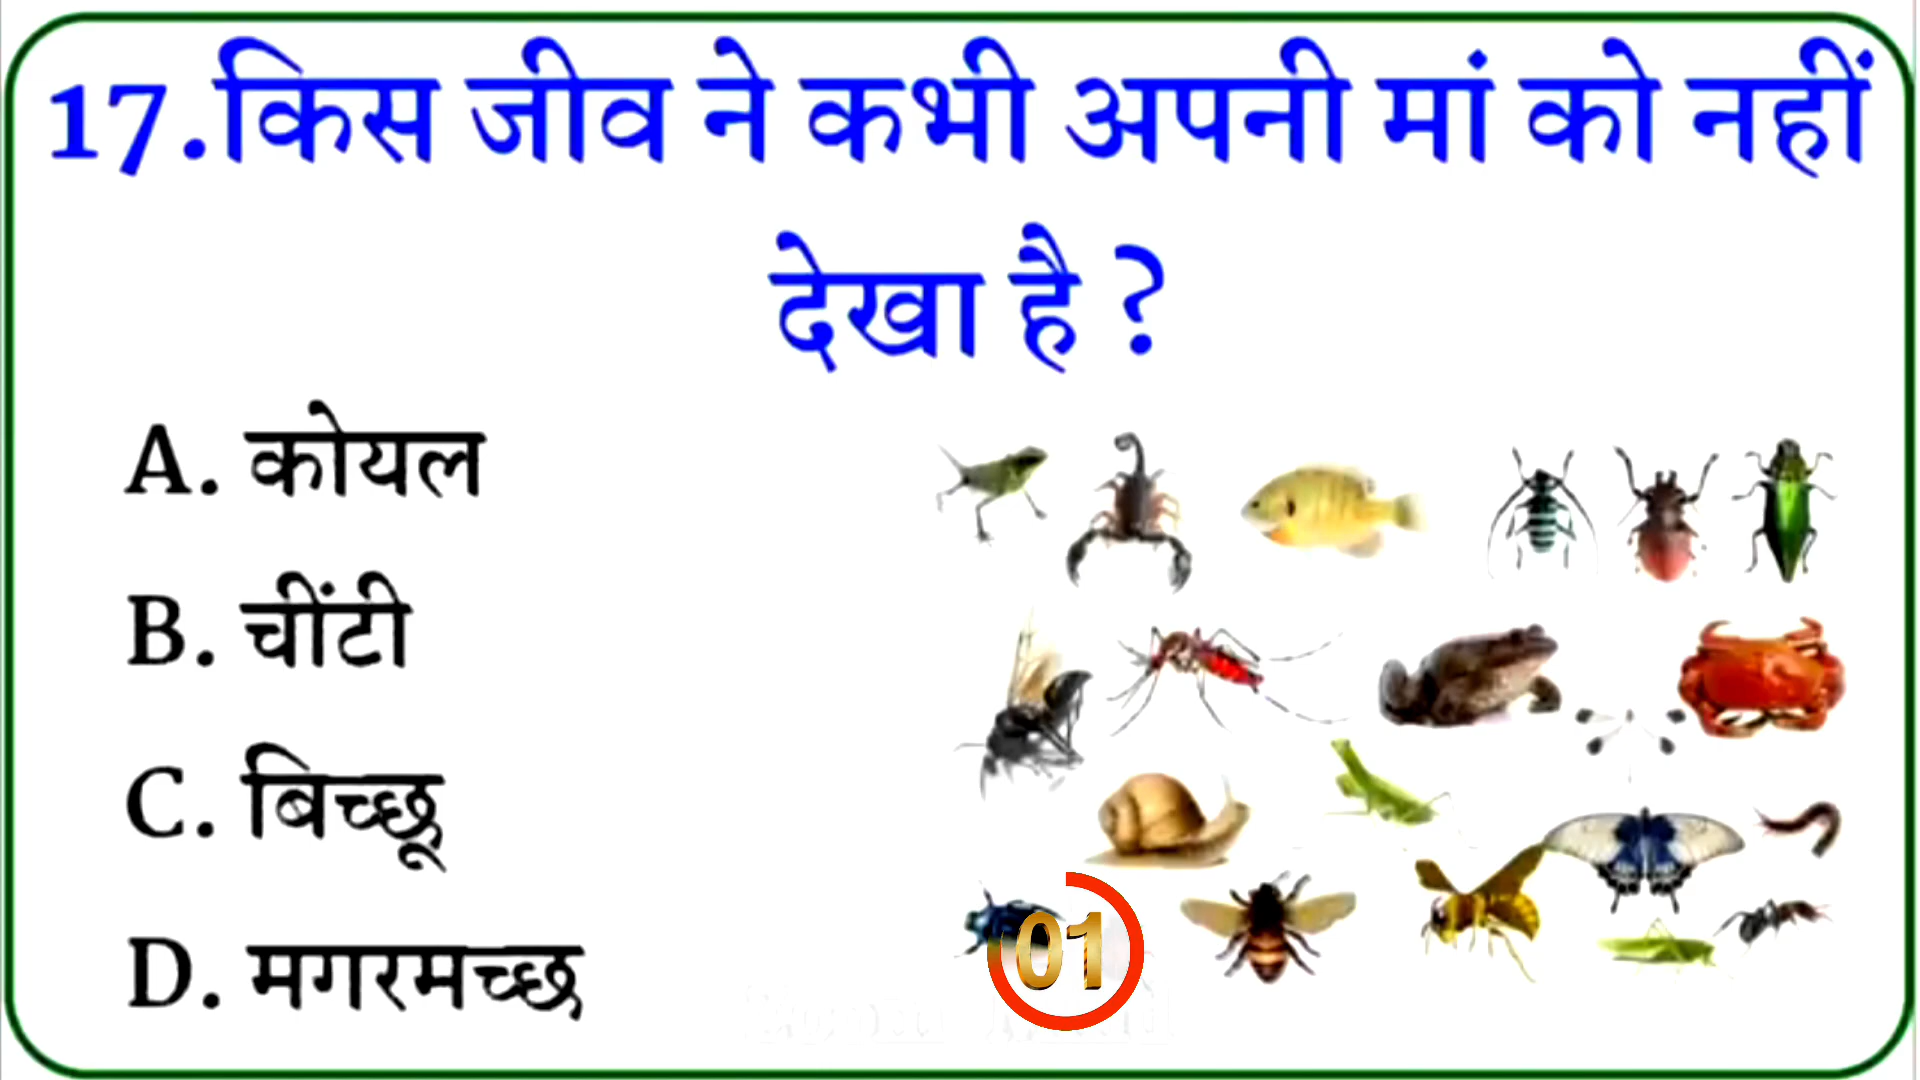 17.किस जीव ने कभी अपनी मां को नहीं
देखा है ?
A. कोयल
B. चींटी
C. बिच्छू
D. मगरमच्छ
01